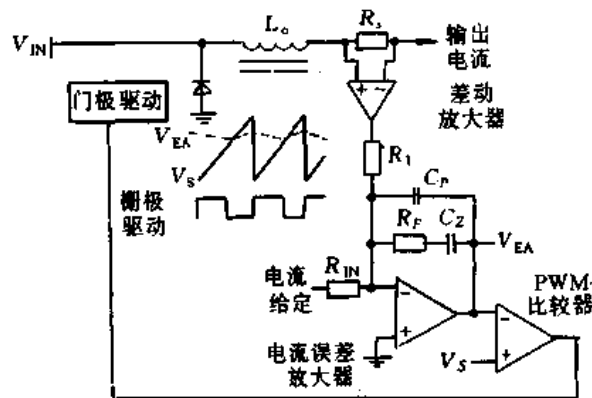 V_IN
L_o
R_s
输出
电流
门极驱动
差动
放大器
V_EA
V_S
R_1
栅极
驱动
C_P
R_F
C_2
V_EA
电流
给定
R_IN
PWM
比较器
电流误差
放大器
V_S